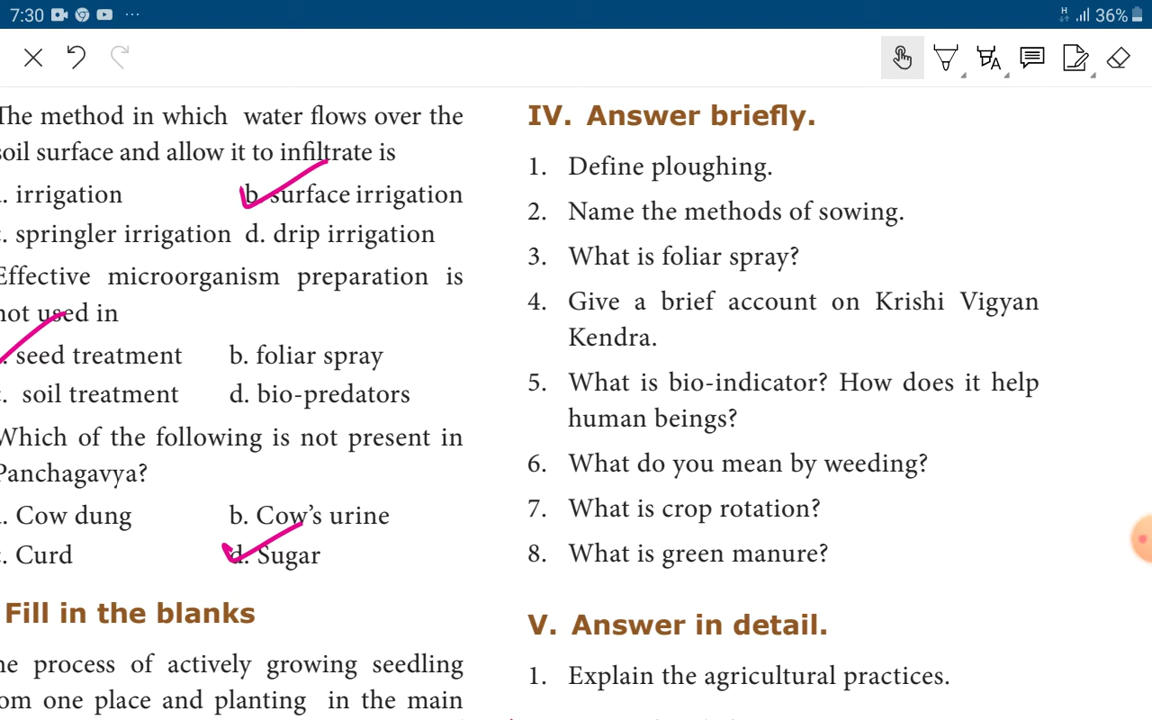 7:30 ... H 36%
The method in which water flows over the
soil surface and allow it to infiltrate is
. irrigation b. surface irrigation
. springler irrigation d. drip irrigation
Effective microorganism preparation is
not used in
. seed treatment b. foliar spray
. soil treatment d. bio-predators
Which of the following is not present in
Panchagavya?
. Cow dung b. Cow's urine
. Curd d. Sugar
Fill in the blanks
he process of actively growing seedling
om one place and planting in the main
IV. Answer briefly.
1. Define ploughing.
2. Name the methods of sowing.
3. What is foliar spray?
4. Give a brief account on Krishi Vigyan
Kendra.
5. What is bio-indicator? How does it help
human beings?
6. What do you mean by weeding?
7. What is crop rotation?
8. What is green manure?
V. Answer in detail.
1. Explain the agricultural practices.